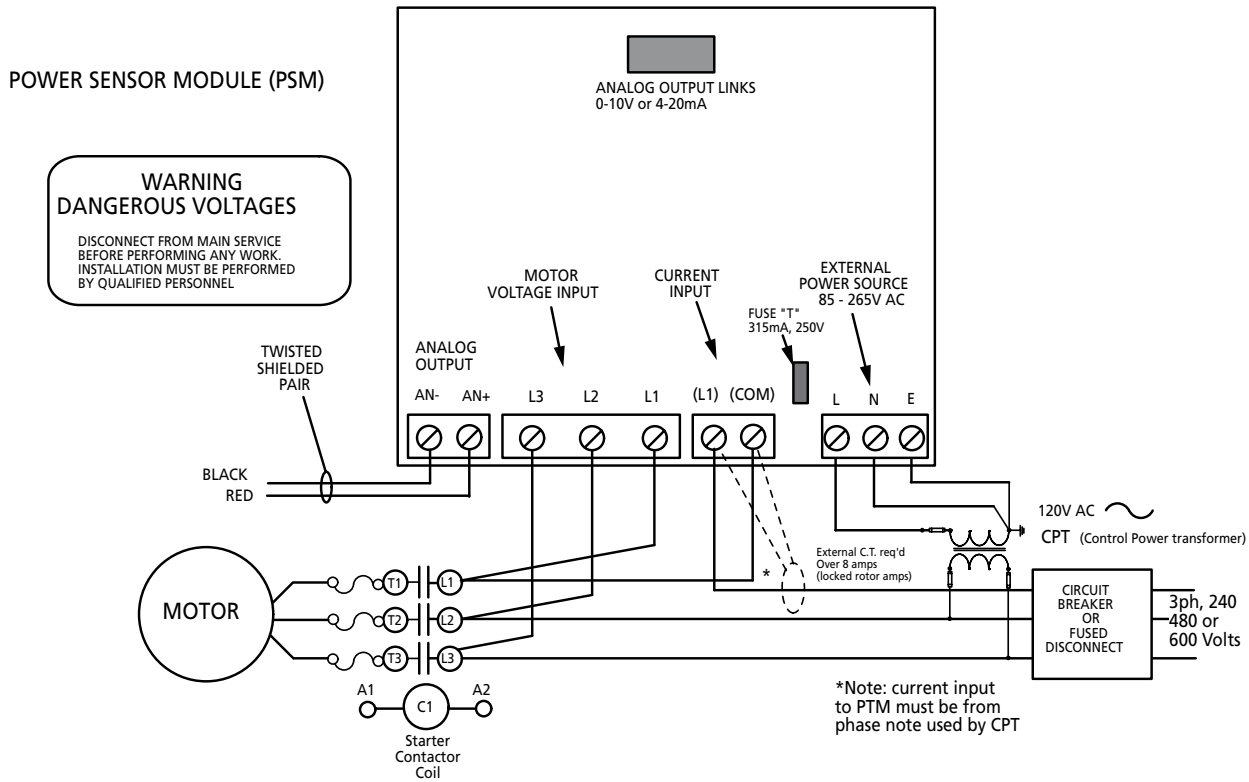 POWER SENSOR MODULE (PSM)
ANALOG OUTPUT LINKS
0-10V or 4-20mA
WARNING
DANGEROUS VOLTAGES
DISCONNECT FROM MAIN SERVICE
BEFORE PERFORMING ANY WORK.
INSTALLATION MUST BE PERFORMED
BY QUALIFIED PERSONNEL
MOTOR
VOLTAGE INPUT
CURRENT
INPUT
EXTERNAL
POWER SOURCE
85 - 265V AC
FUSE "T"
315mA, 250V
TWISTED
SHIELDED
PAIR
ANALOG
OUTPUT
AN- AN+ L3 L2 L1 (L1) (COM) L N E
BLACK
RED
120V AC
CPT (Control Power transformer)
External C.T. req'd
Over 8 amps
(locked rotor amps)
*
MOTOR
T1 L1
T2 L2
T3 L3
CIRCUIT
BREAKER
OR
FUSED
DISCONNECT
3ph, 240
480 or
600 Volts
A1 C1 A2
Starter
Contactor
Coil
*Note: current input
to PTM must be from
phase note used by CPT